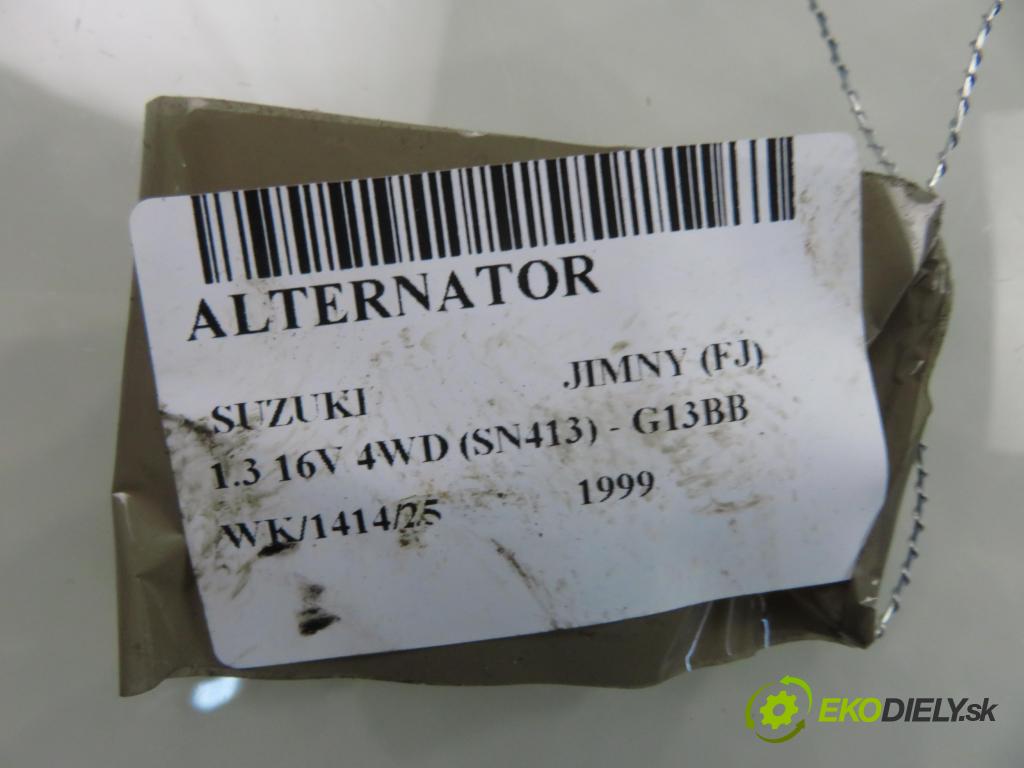 ALTERNATOR
SUZUKI JIMNY (FJ)
1.3 16V 4WD (SN413) - G13BB
WK/1414/25 1999
EKODIELY.sk